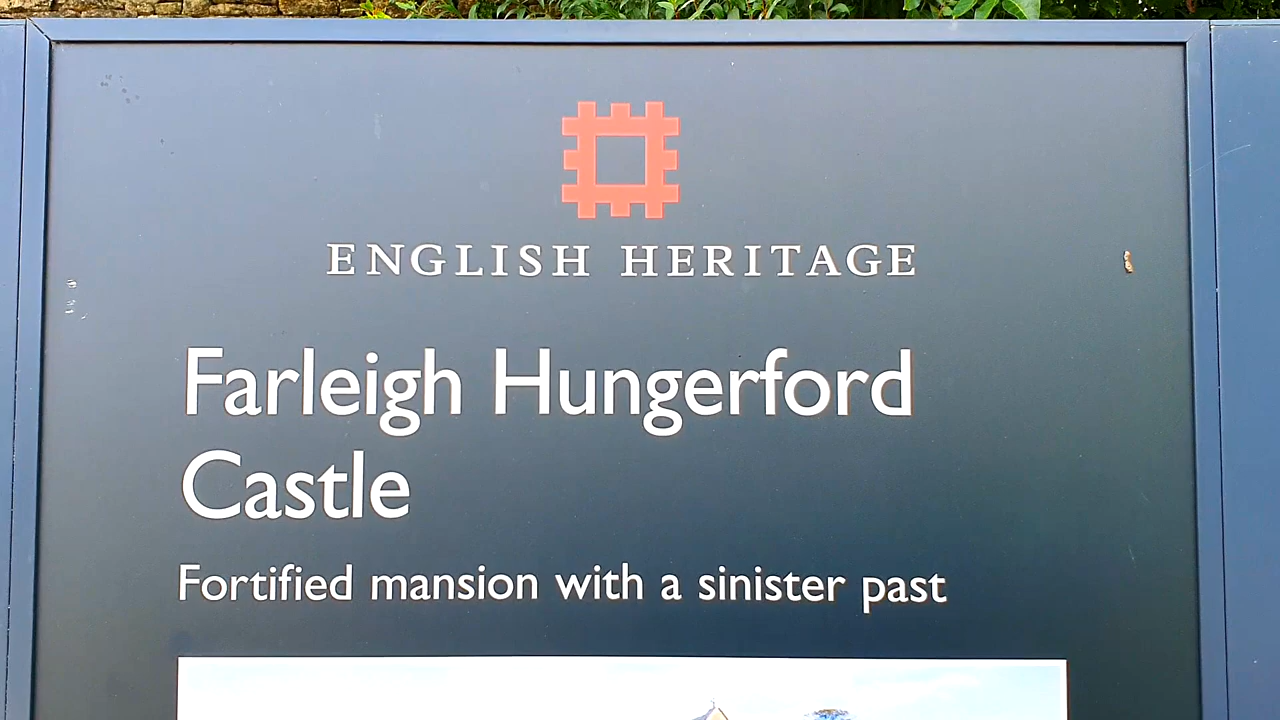 ENGLISH HERITAGE
Farleigh Hungerford
Castle
Fortified mansion with a sinister past